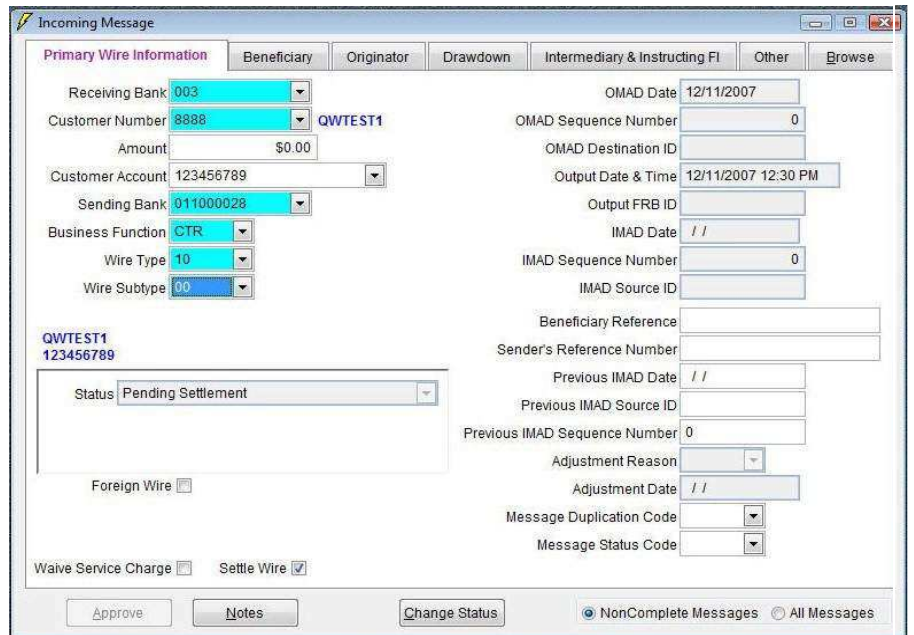 Incoming Message
Primary Wire Information
Beneficiary
Originator
Drawdown
Intermediary & Instructing FI
Other
Browse
Receiving Bank 003
Customer Number 8888 QWTEST1
Amount $0.00
Customer Account 123456789
Sending Bank 011000028
Business Function CTR
Wire Type 10
Wire Subtype 00
QWTEST1
123456789
Status Pending Settlement
Foreign Wire
Waive Service Charge
Settle Wire
OMAD Date 12/11/2007
OMAD Sequence Number 0
OMAD Destination ID
Output Date & Time 12/11/2007 12:30 PM
Output FRB ID
IMAD Date / /
IMAD Sequence Number 0
IMAD Source ID
Beneficiary Reference
Sender's Reference Number
Previous IMAD Date / /
Previous IMAD Source ID
Previous IMAD Sequence Number 0
Adjustment Reason
Adjustment Date / /
Message Duplication Code
Message Status Code
Approve
Notes
Change Status
NonComplete Messages
All Messages